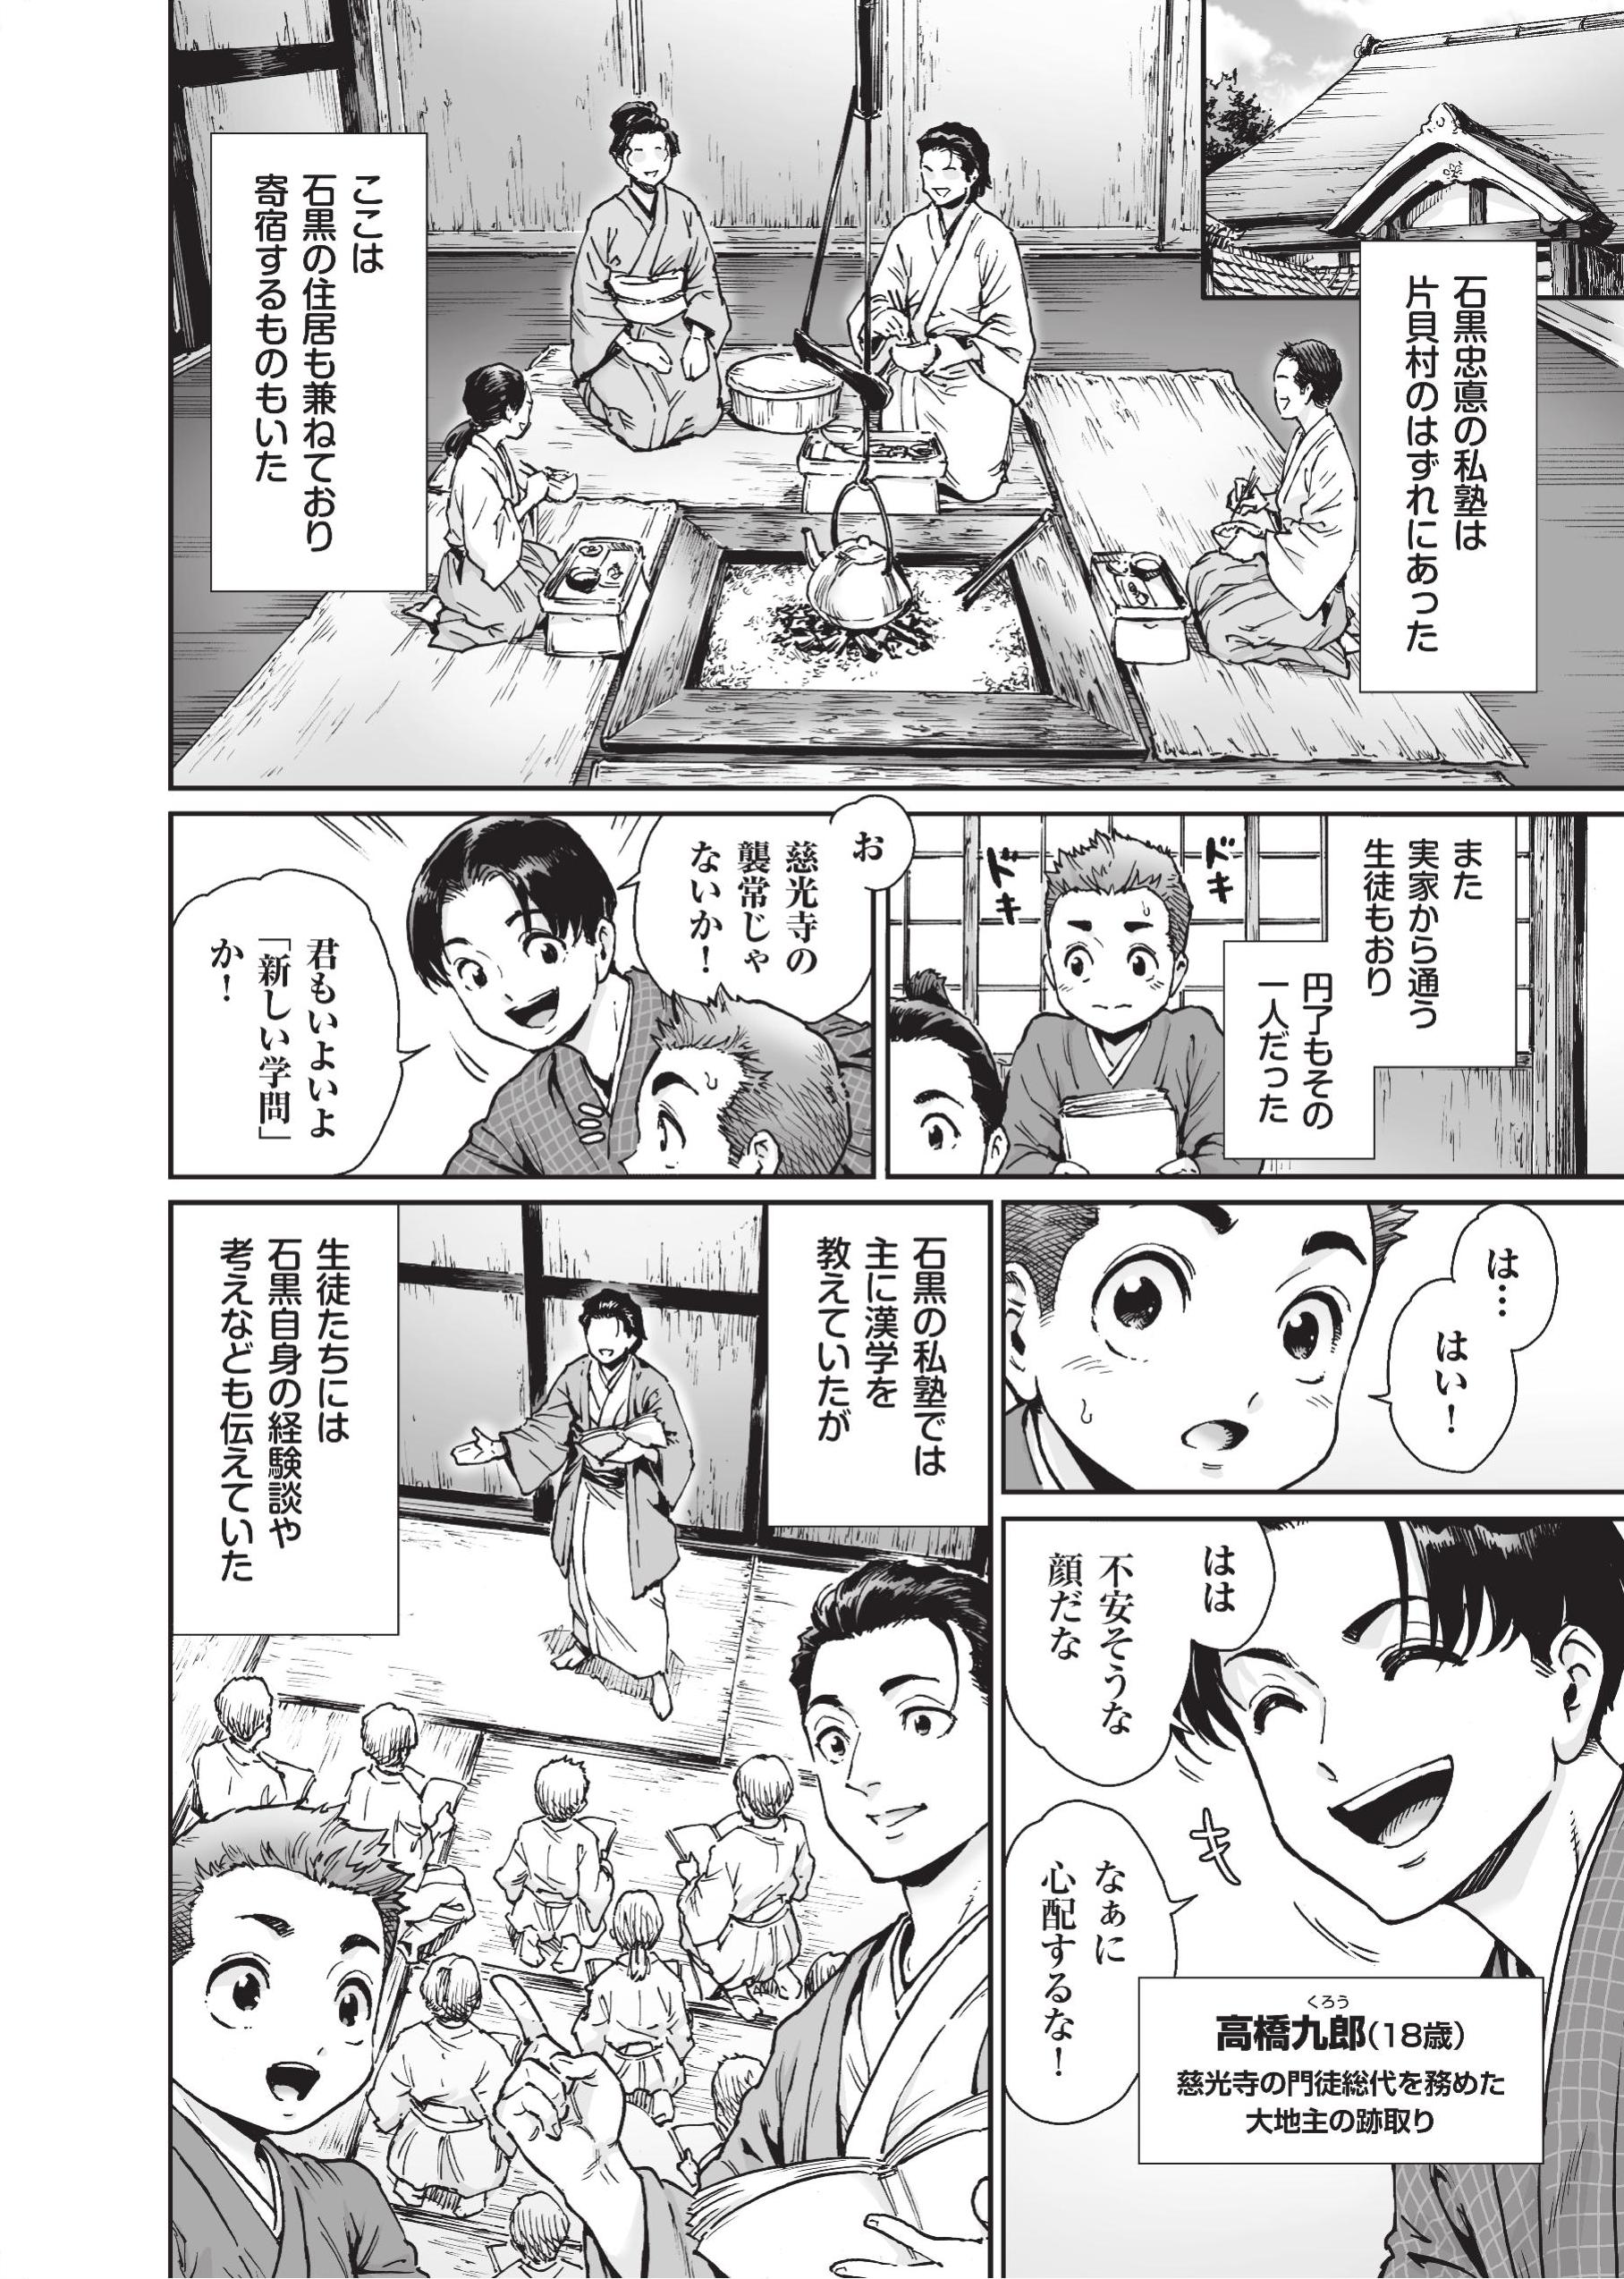 石黒忠悳の私塾は
片貝村のはずれにあった
ここは
石黒の住居も兼ねており
寄宿するものもいた
また
実家から通う
生徒もおり
円了もその
一人だった
ドキ
ドキ
お
慈光寺の
襲常じゃ
ないか！
君もいよいよ
「新しい学問」
か！
は…
はい！
はは
不安そうな
顔だな
なぁに
心配するな！
キ
くろう
高橋九郎（18歳）
慈光寺の門徒総代を務めた
大地主の跡取り
石黒の私塾では
主に漢学を
教えていたが
生徒たちには
石黒自身の経験談や
考えなども伝えていた